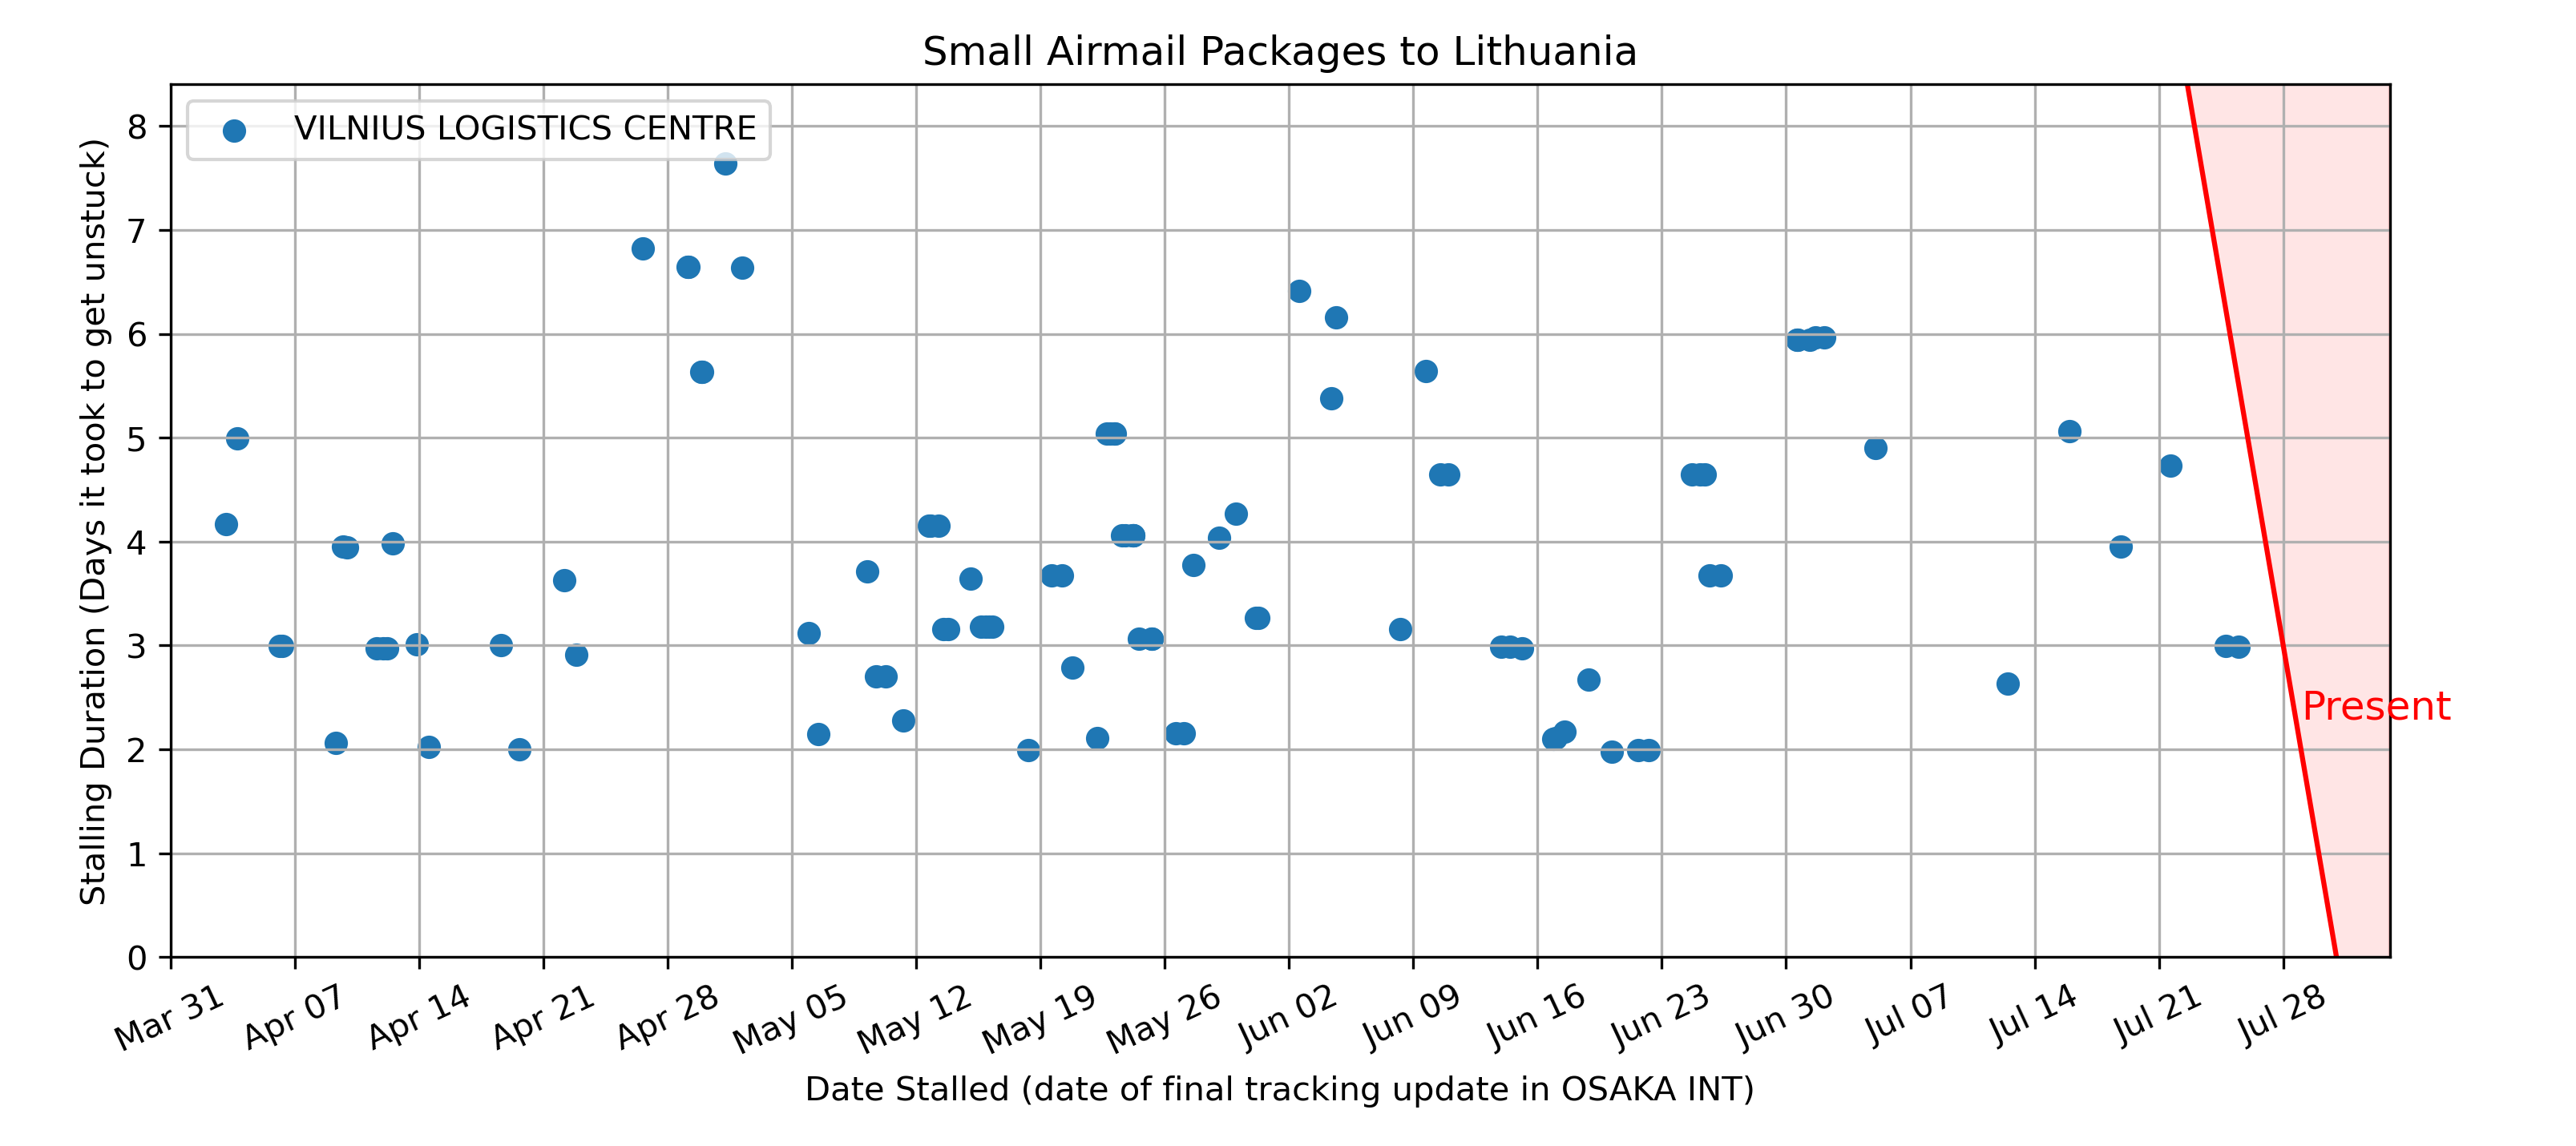 Small Airmail Packages to Lithuania
VILNIUS LOGISTICS CENTRE
Stalling Duration (Days it took to get unstuck)
8
7
6
5
4
3
2
1
0
Present
Mar 31
Apr 07
Apr 14
Apr 21
Apr 28
May 05
May 12
May 19
May 26
Jun 02
Jun 09
Jun 16
Jun 23
Jun 30
Jul 07
Jul 14
Jul 21
Jul 28
Date Stalled (date of final tracking update in OSAKA INT)